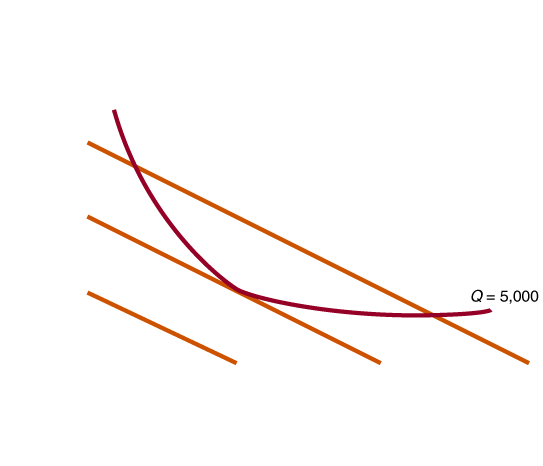 Q = 5,000